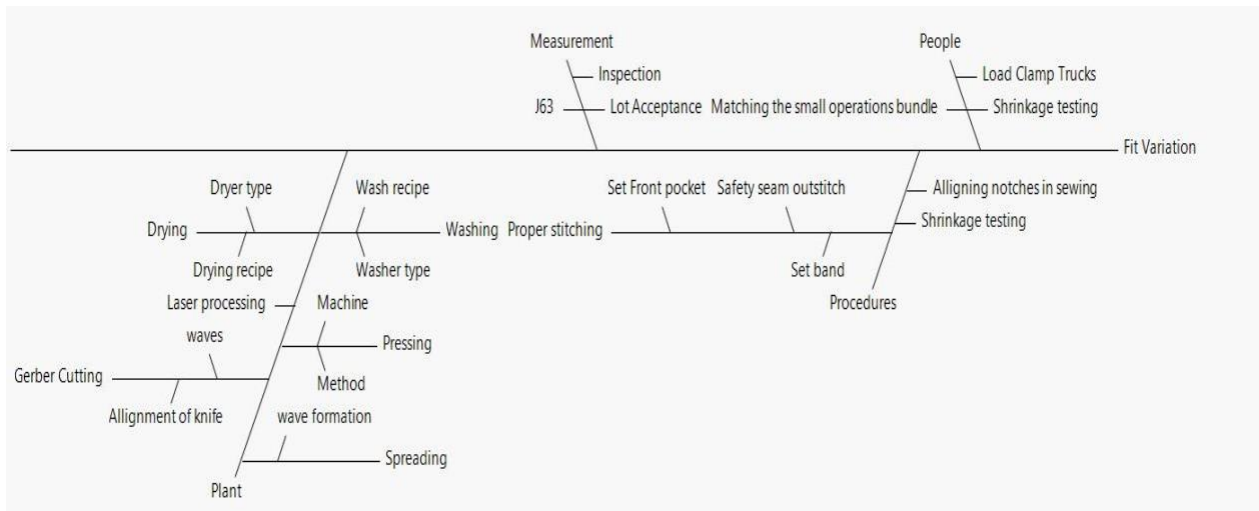 Measurement
People
Inspection
Load Clamp Trucks
J63
Lot Acceptance
Matching the small operations bundle
Shrinkage testing
Fit Variation
Dryer type
Wash recipe
Set Front pocket
Safety seam outstitch
Alligning notches in sewing
Shrinkage testing
Drying
Washing
Proper stitching
Drying recipe
Washer type
Set band
Laser processing
Machine
Procedures
waves
Pressing
Gerber Cutting
Method
Allignment of knife
wave formation
Spreading
Plant